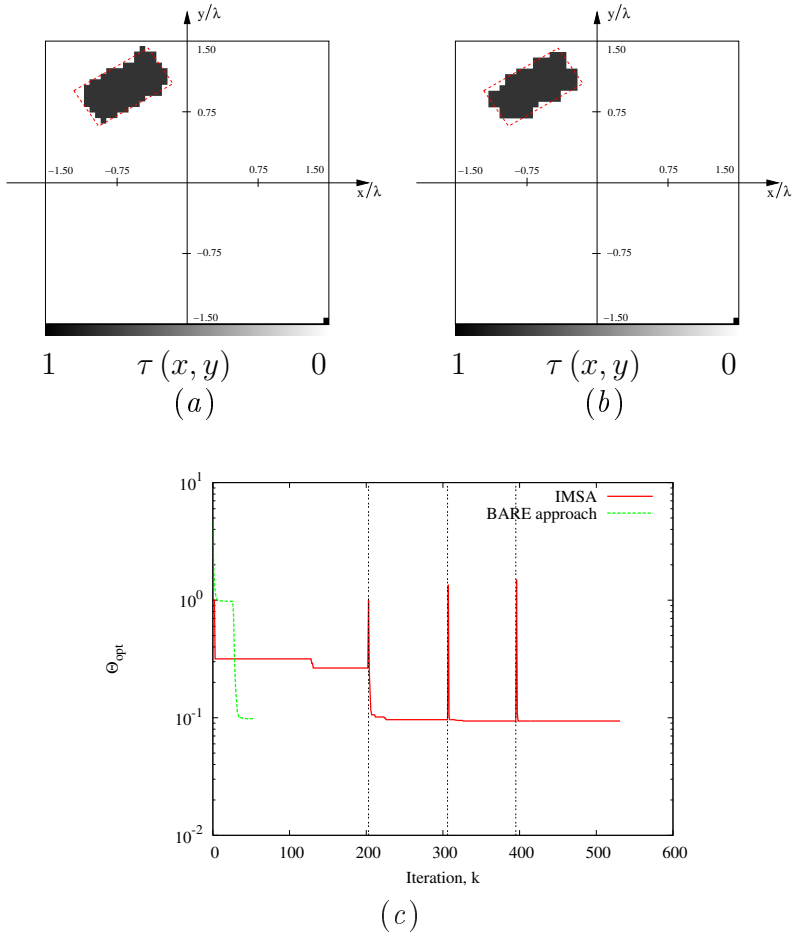 y/λ y/λ
1.50 1.50
0.75 0.75
−1.50 −0.75 0.75 1.50 −1.50 −0.75 0.75 1.50
x/λ x/λ
−0.75 −0.75
−1.50 −1.50
1 τ (x, y) 0 1 τ (x, y) 0
(a) (b)
10^1
IMSA
BARE approach
10^0
Θ_opt
10^-1
10^-2
0 100 200 300 400 500 600
Iteration, k
(c)